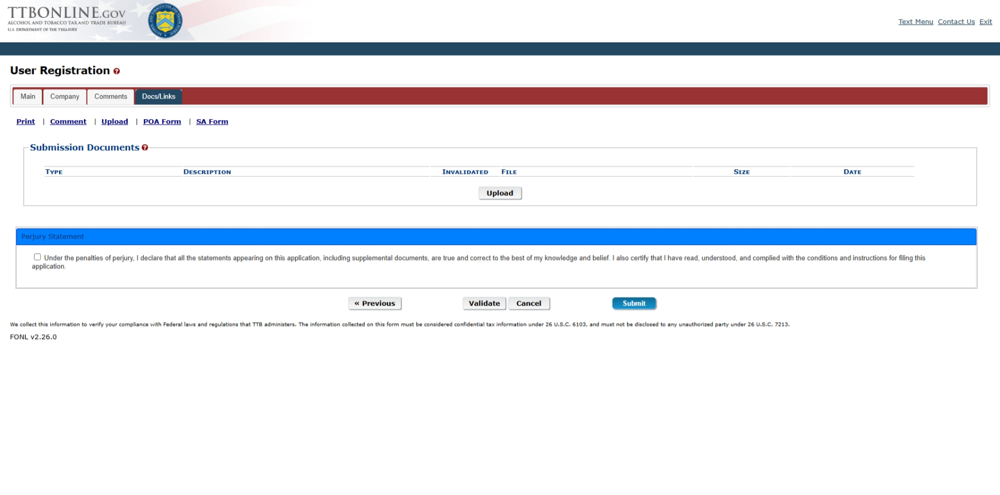 TTBONLINE.GOV
ALCOHOL AND TOBACCO TAX AND TRADE BUREAU
U.S. DEPARTMENT OF THE TREASURY
Text Menu Contact Us Exit
User Registration ?
Main Company Comments Docs/Links
Print | Comment | Upload | POA Form | SA Form
Submission Documents ?
TYPE DESCRIPTION INVALIDATED FILE SIZE DATE
Upload
Perjury Statement
Under the penalties of perjury, I declare that all the statements appearing on this application, including supplemental documents, are true and correct to the best of my knowledge and belief. I also certify that I have read, understood, and complied with the conditions and instructions for filing this
application.
« Previous Validate Cancel Submit
We collect this information to verify your compliance with Federal laws and regulations that TTB administers. The information collected on this form must be considered confidential tax information under 26 U.S.C. 6103, and must not be disclosed to any unauthorized party under 26 U.S.C. 7213.
FONL v2.26.0